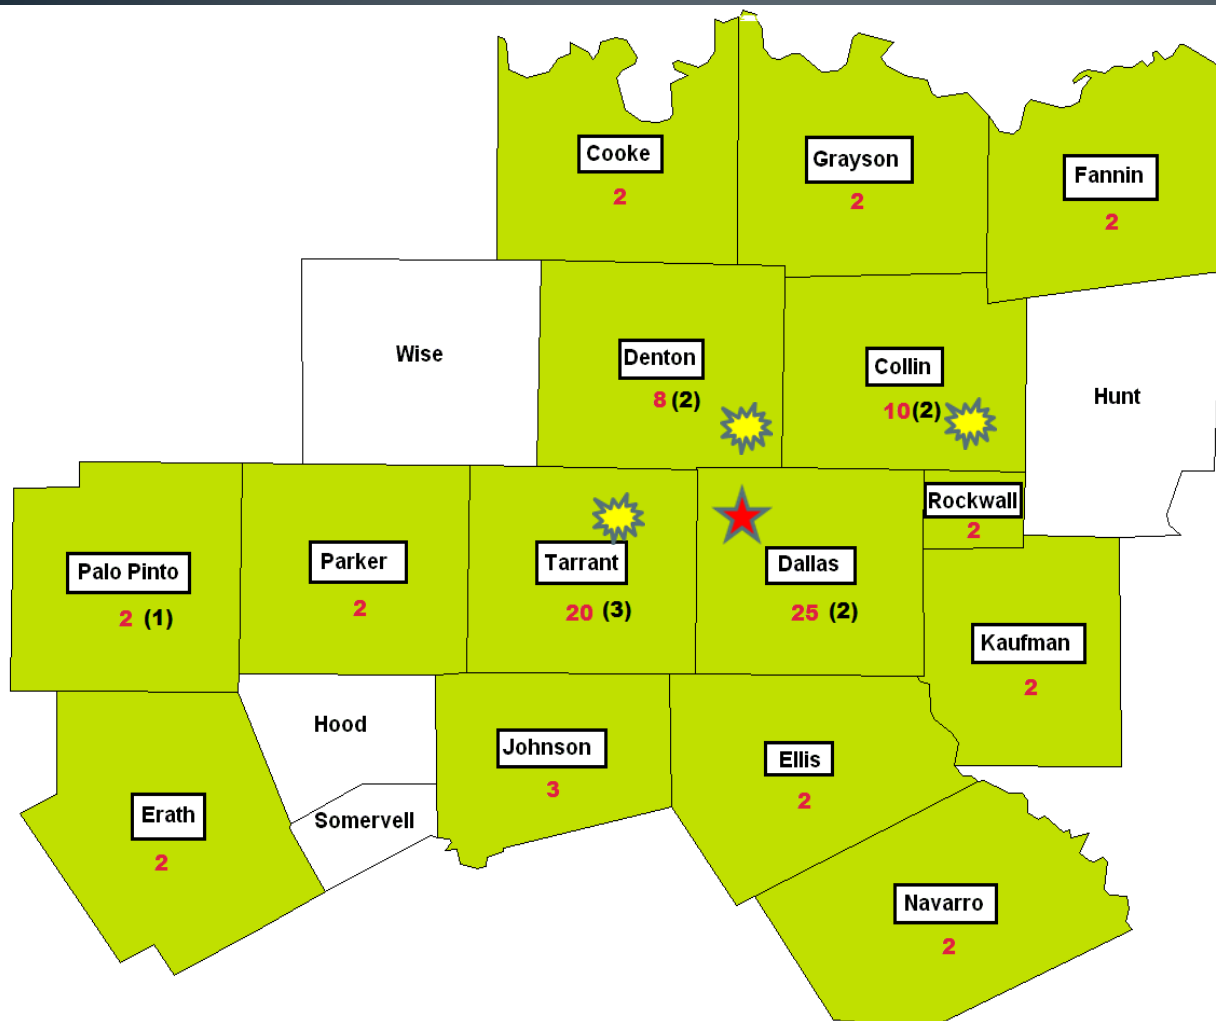 Cooke
2
Grayson
2
Fannin
2
Wise
Denton
8 (2)
Collin
10 (2)
Hunt
Palo Pinto
2 (1)
Parker
2
Tarrant
20 (3)
Dallas
25 (2)
Rockwall
2
Kaufman
2
Hood
Johnson
3
Ellis
2
Erath
2
Somervell
Navarro
2